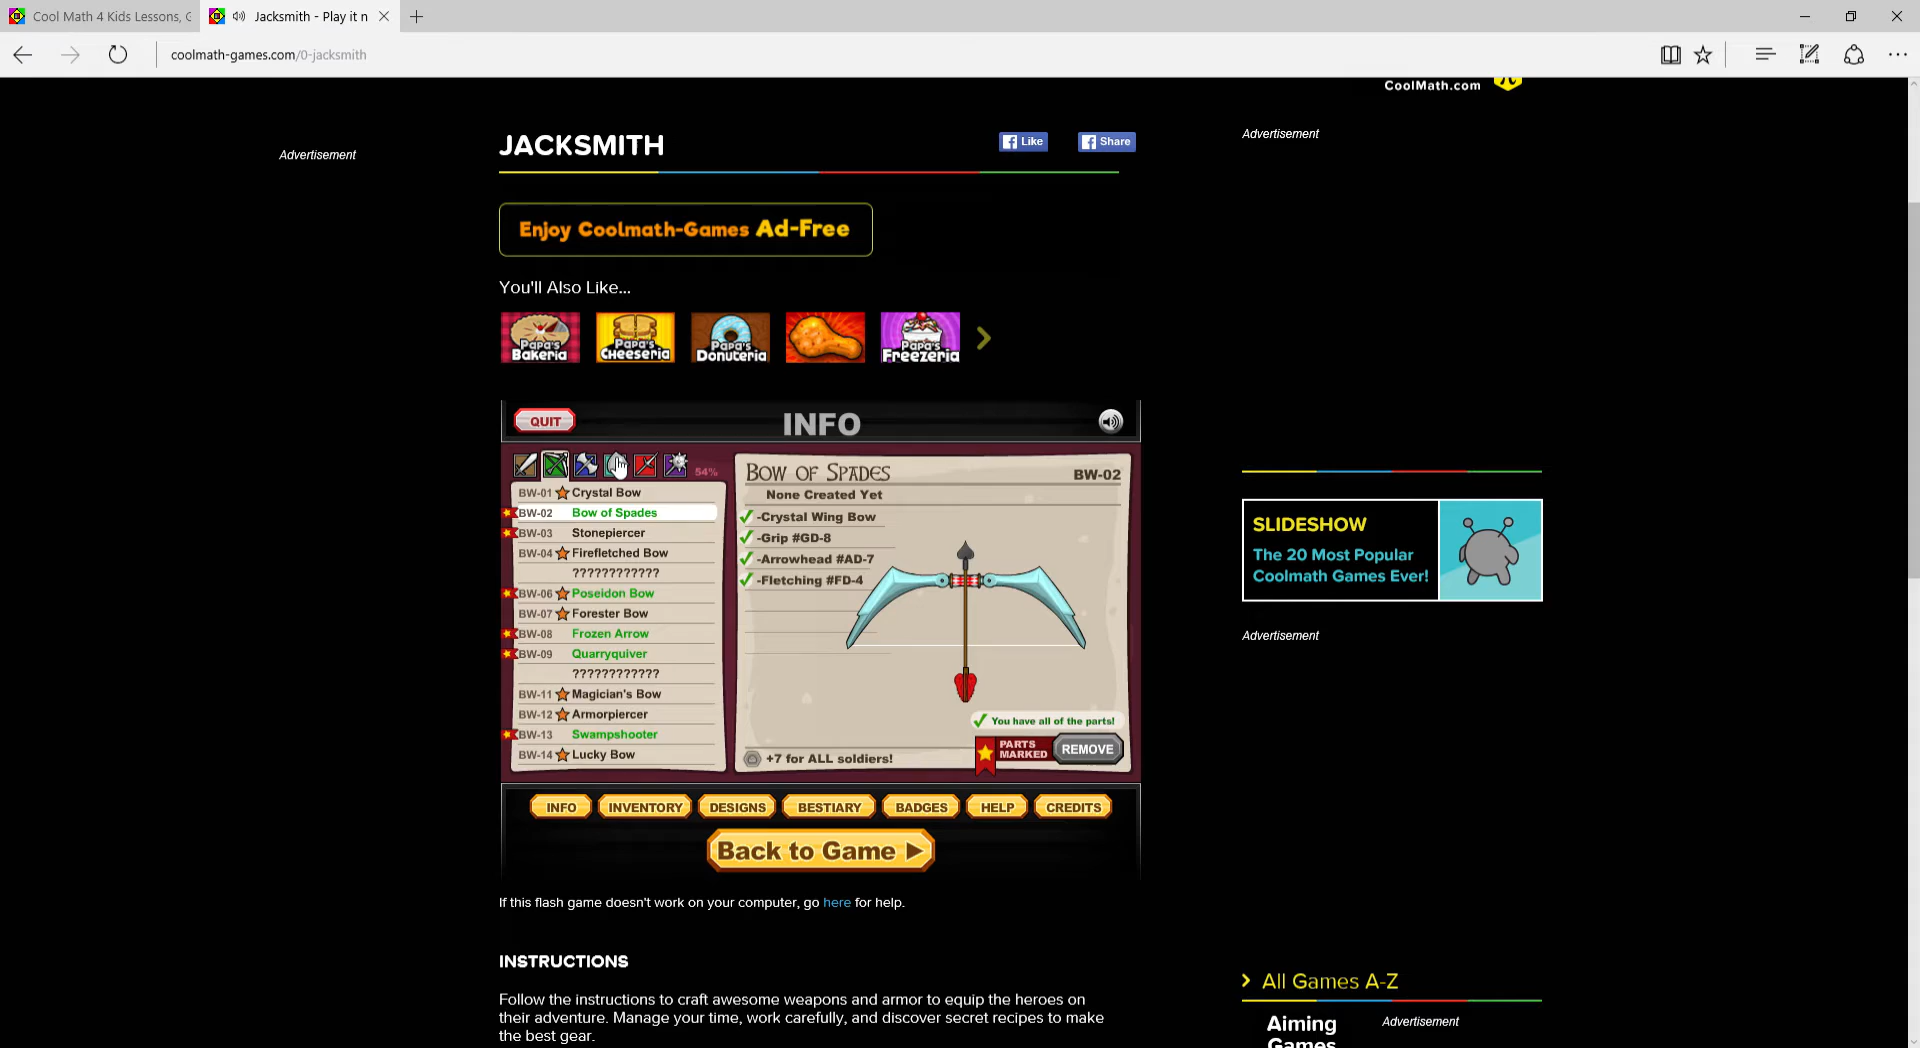 Cool Math 4 Kids Lessons, G
Jacksmith - Play it n
coolmath-games.com/0-jacksmith
CoolMath.com
Advertisement
JACKSMITH
Like
Share
Advertisement
Enjoy Coolmath-Games Ad-Free
You'll Also Like...
Papa's Bakeria
Papa's Cheeseria
Papa's Donuteria
Papa's Freezeria
QUIT
INFO
54%
BW-01 Crystal Bow
BW-02 Bow of Spades
BW-03 Stonepiercer
BW-04 Firefletched Bow
????????????
BW-06 Poseidon Bow
BW-07 Forester Bow
BW-08 Frozen Arrow
BW-09 Quarryquiver
????????????
BW-11 Magician's Bow
BW-12 Armorpiercer
BW-13 Swampshooter
BW-14 Lucky Bow
BOW OF SPADES
BW-02
None Created Yet
-Crystal Wing Bow
-Grip #GD-8
-Arrowhead #AD-7
-Fletching #FD-4
You have all of the parts!
+7 for ALL soldiers!
PARTS MARKED
REMOVE
INFO
INVENTORY
DESIGNS
BESTIARY
BADGES
HELP
CREDITS
Back to Game
If this flash game doesn't work on your computer, go here for help.
INSTRUCTIONS
Follow the instructions to craft awesome weapons and armor to equip the heroes on
their adventure. Manage your time, work carefully, and discover secret recipes to make
the best gear.
SLIDESHOW
The 20 Most Popular
Coolmath Games Ever!
Advertisement
All Games A-Z
Aiming
Games
Advertisement